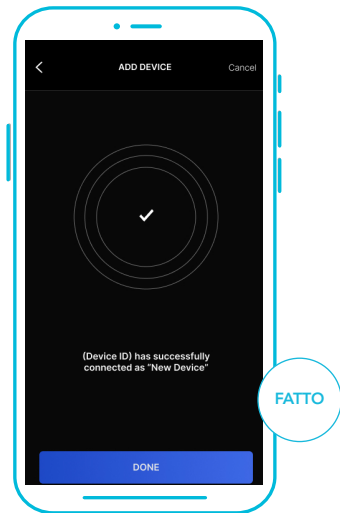 ADD DEVICE
Cancel
(Device ID) has successfully
connected as "New Device"
FATTO
DONE